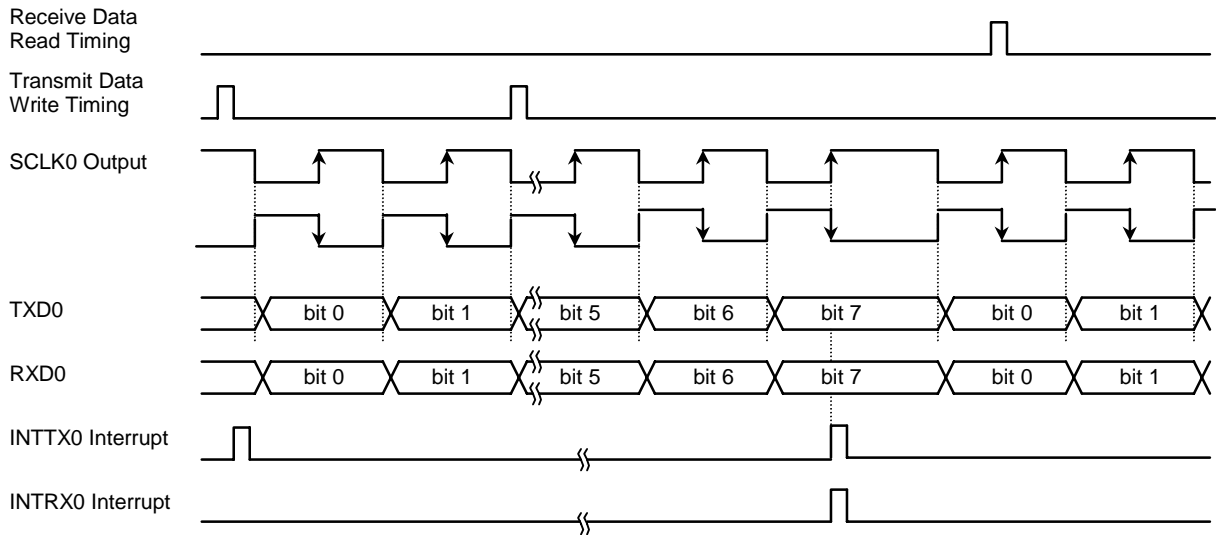 Receive Data
Read Timing
Transmit Data
Write Timing
SCLK0 Output
TXD0
bit 0 bit 1 bit 5 bit 6 bit 7 bit 0 bit 1
RXD0
bit 0 bit 1 bit 5 bit 6 bit 7 bit 0 bit 1
INTTX0 Interrupt
INTRX0 Interrupt